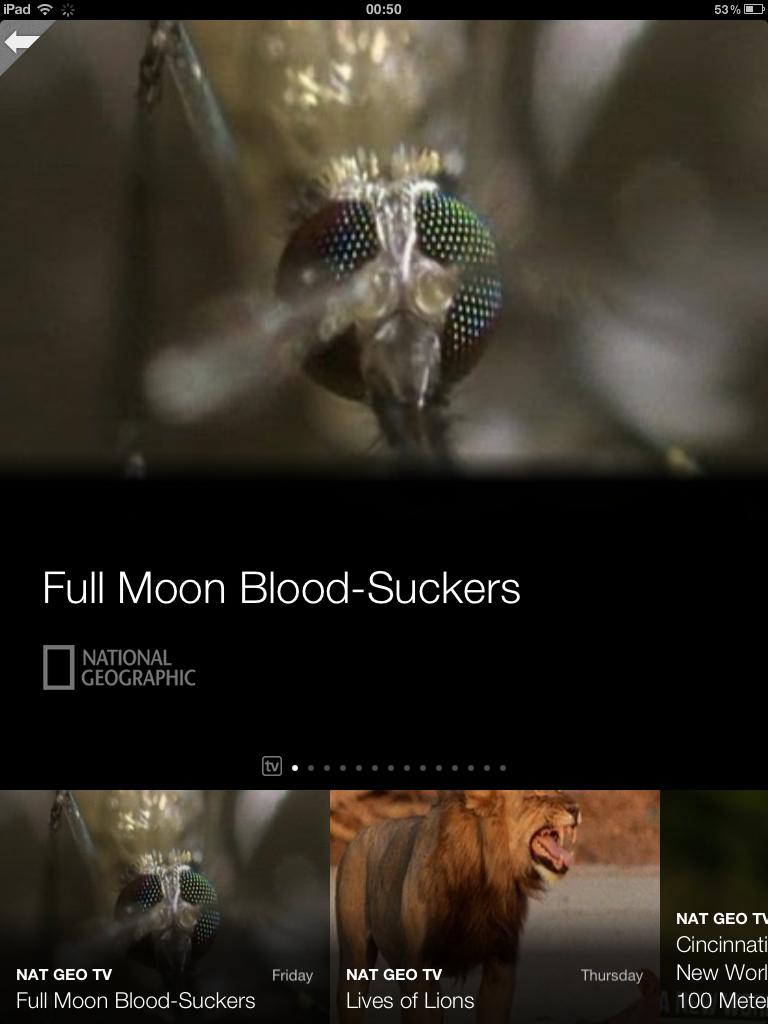 iPad 00:50 53%
Full Moon Blood-Suckers
NATIONAL
GEOGRAPHIC
tv
NAT GEO TV Friday
Full Moon Blood-Suckers
NAT GEO TV Thursday
Lives of Lions
NAT GEO TV
Cincinnati
New Worl
100 Meter